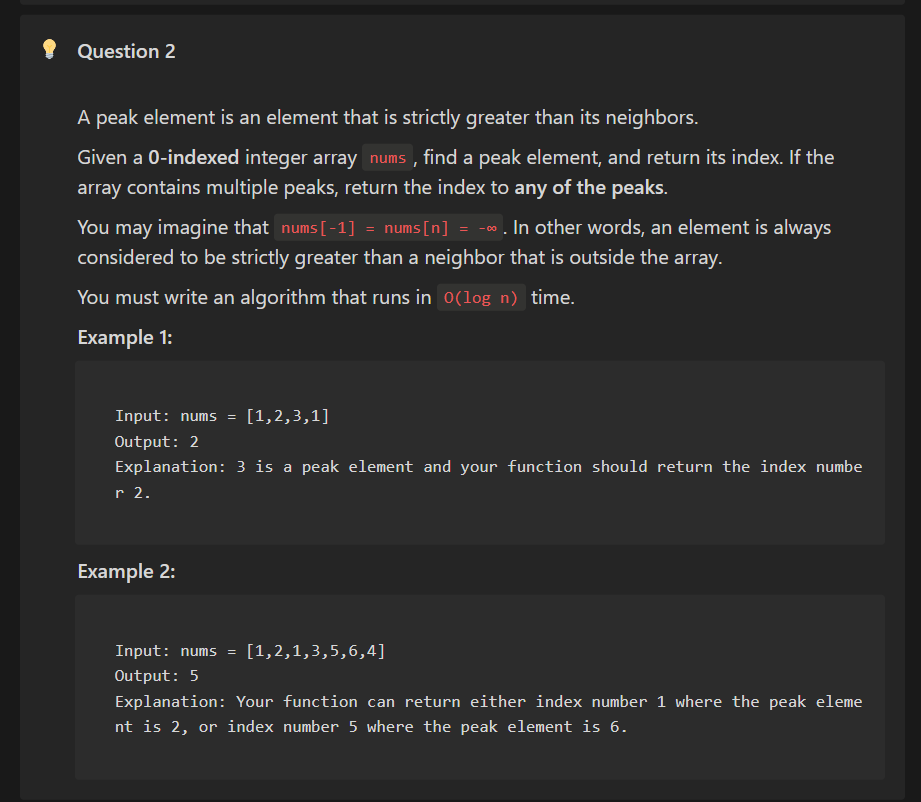 Question 2
A peak element is an element that is strictly greater than its neighbors.
Given a 0-indexed integer array nums, find a peak element, and return its index. If the
array contains multiple peaks, return the index to any of the peaks.
You may imagine that nums[-1] = nums[n] = -∞. In other words, an element is always
considered to be strictly greater than a neighbor that is outside the array.
You must write an algorithm that runs in O(log n) time.
Example 1:
Input: nums = [1,2,3,1]
Output: 2
Explanation: 3 is a peak element and your function should return the index numbe
r 2.
Example 2:
Input: nums = [1,2,1,3,5,6,4]
Output: 5
Explanation: Your function can return either index number 1 where the peak eleme
nt is 2, or index number 5 where the peak element is 6.